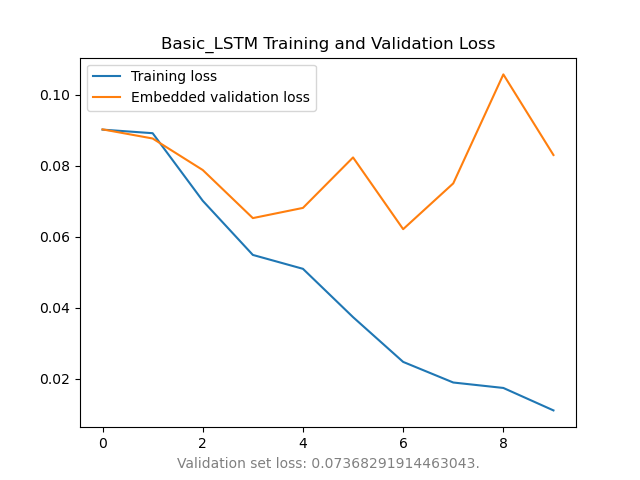 Basic_LSTM Training and Validation Loss
Training loss
Embedded validation loss
0.10
0.08
0.06
0.04
0.02
0 2 4 6 8
Validation set loss: 0.07368291914463043.